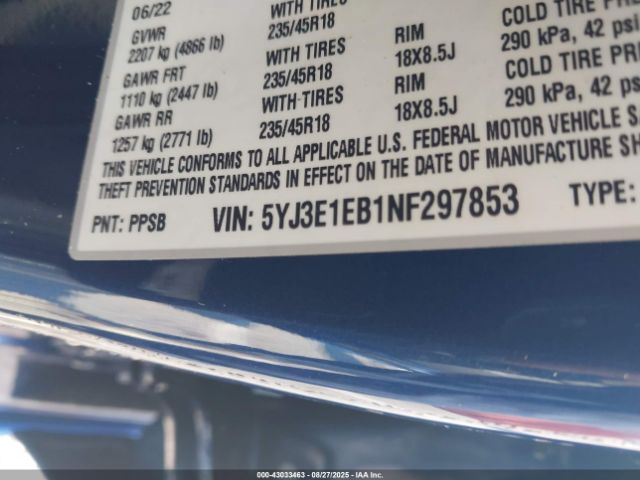 06/22
GVWR
2207 kg (4866 lb)
GAWR FRT
1110 kg (2447 lb)
GAWR RR
1257 kg (2771 lb)
WITH TIRES
235/45R18
WITH TIRES
235/45R18
WITH TIRES
235/45R18
RIM
18X8.5J
RIM
18X8.5J
COLD TIRE
290 kPa, 42 psi
COLD TIRE
290 kPa, 42
THIS VEHICLE CONFORMS TO ALL APPLICABLE U.S. FEDERAL MOTOR VEHICLE
THEFT PREVENTION STANDARDS IN EFFECT ON THE DATE OF MANUFACTURE
PNT: PPSB VIN: 5YJ3E1EB1NF297853 TYPE:
000-43033463 - 08/27/2025 - IAA Inc.